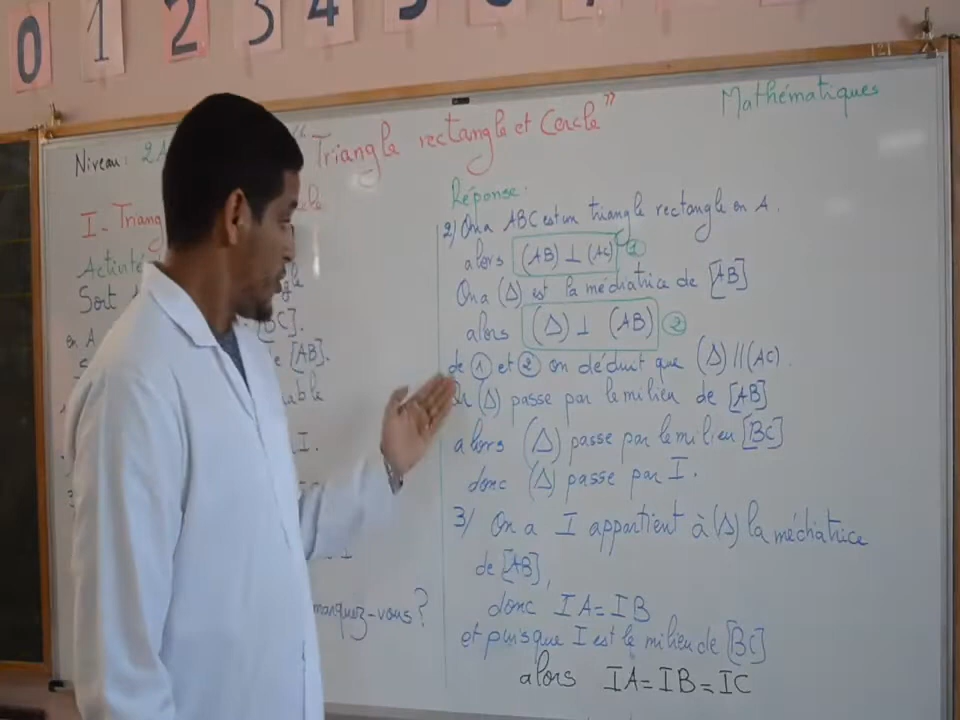 0 1 2 3 4 5
Mathématiques
Niveau: 2A
Triangle rectangle et Cercle"
I - Triang
Activité
Soit
en A
[BC].
e [AB].
able
I.
marquez-vous?
Réponse:
2) On a ABC est un triangle rectangle en A.
alors (AB) ⊥ (AC) 1
On a (Δ) est la médiatrice de [AB]
alors (Δ) ⊥ (AB) 2
de 1 et 2 on déduit que (Δ) // (AC).
(Δ) passe par le milieu de [AB]
alors (Δ) passe par le milieu [BC]
donc (Δ) passe par I.
3/ On a I appartient à (Δ) la médiatrice
de [AB],
donc IA = IB
et puisque I est le milieu de [BC]
alors IA = IB = IC